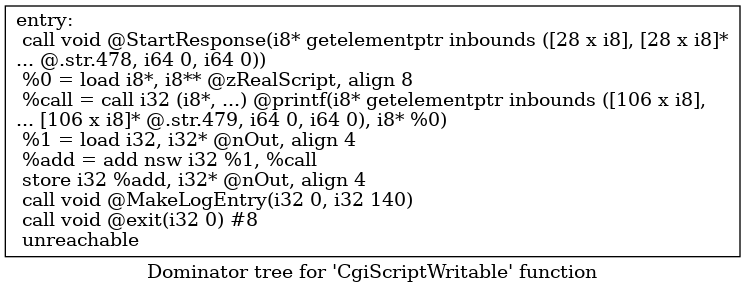 entry:
call void @StartResponse(i8* getelementptr inbounds ([28 x i8], [28 x i8]*
... @.str.478, i64 0, i64 0))
%0 = load i8*, i8** @zRealScript, align 8
%call = call i32 (i8*, ...) @printf(i8* getelementptr inbounds ([106 x i8],
... [106 x i8]* @.str.479, i64 0, i64 0), i8* %0)
%1 = load i32, i32* @nOut, align 4
%add = add nsw i32 %1, %call
store i32 %add, i32* @nOut, align 4
call void @MakeLogEntry(i32 0, i32 140)
call void @exit(i32 0) #8
unreachable
Dominator tree for 'CgiScriptWritable' function